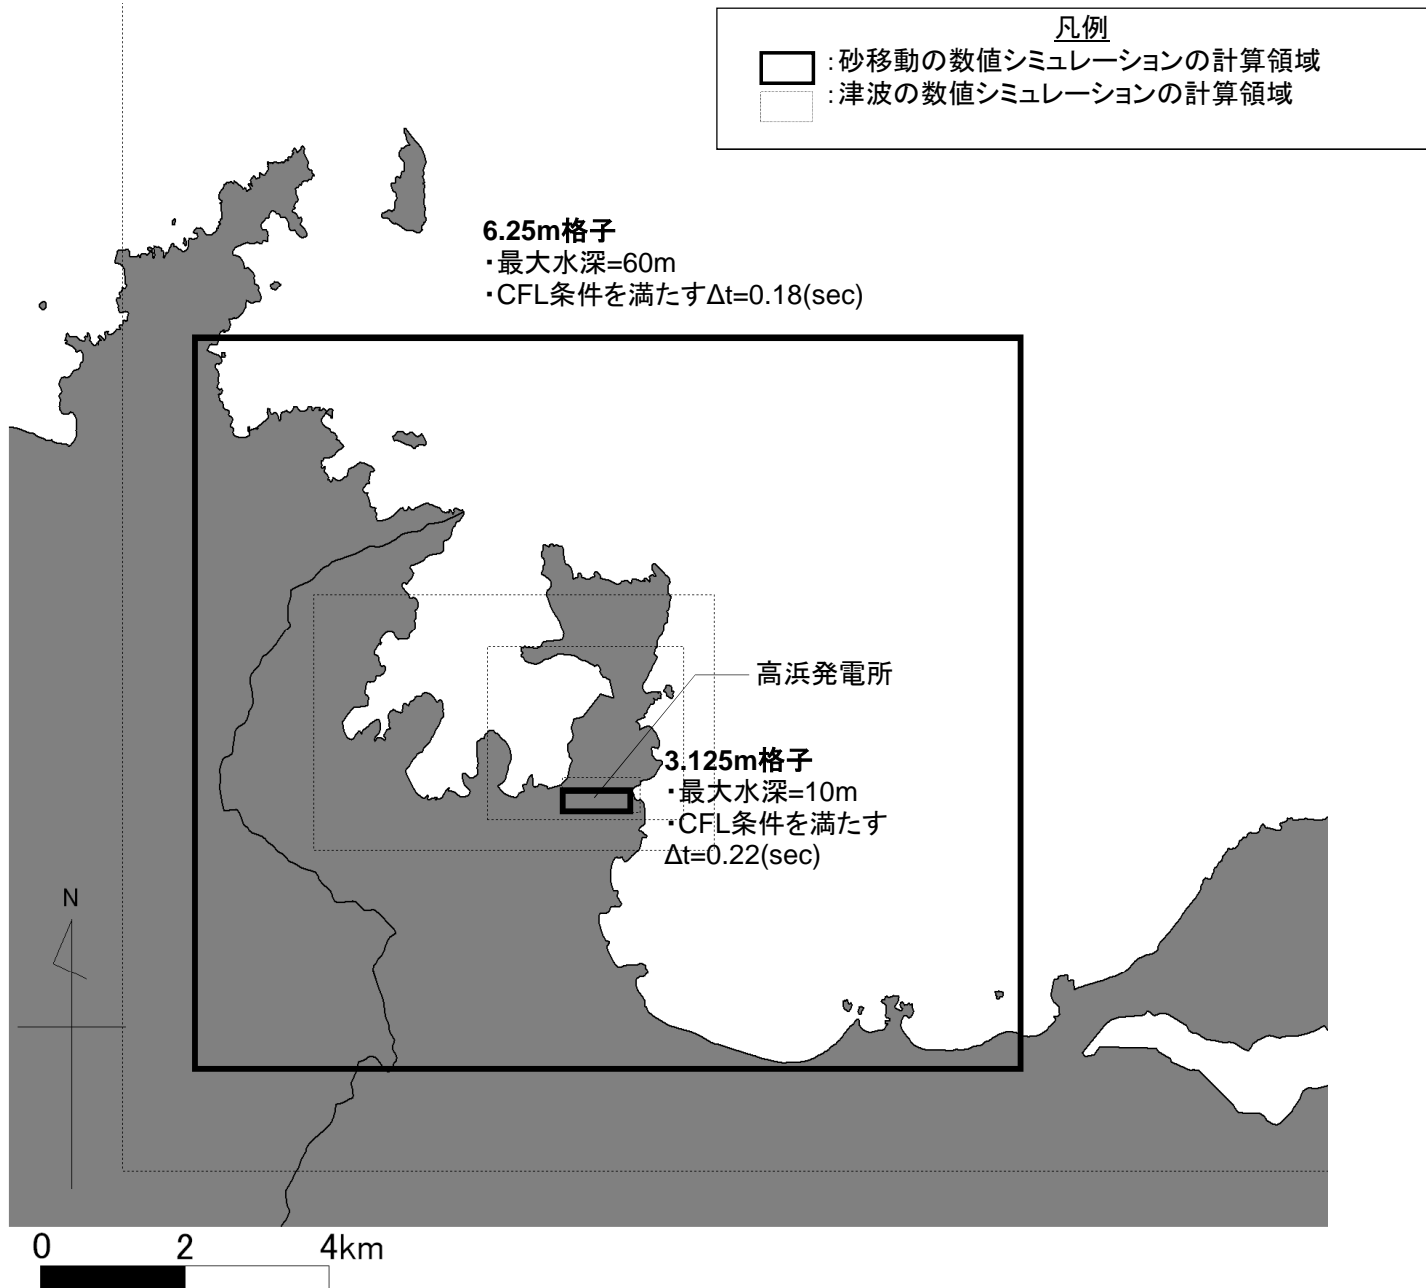 凡例
:砂移動の数値シミュレーションの計算領域
:津波の数値シミュレーションの計算領域
6.25m格子
・最大水深=60m
・CFL条件を満たすΔt=0.18(sec)
高浜発電所
3.125m格子
・最大水深=10m
・CFL条件を満たす
Δt=0.22(sec)
N
0 2 4km